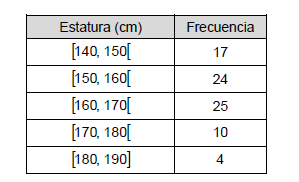 Estatura (cm) Frecuencia
[140, 150[ 17
[150, 160[ 24
[160, 170[ 25
[170, 180[ 10
[180, 190] 4